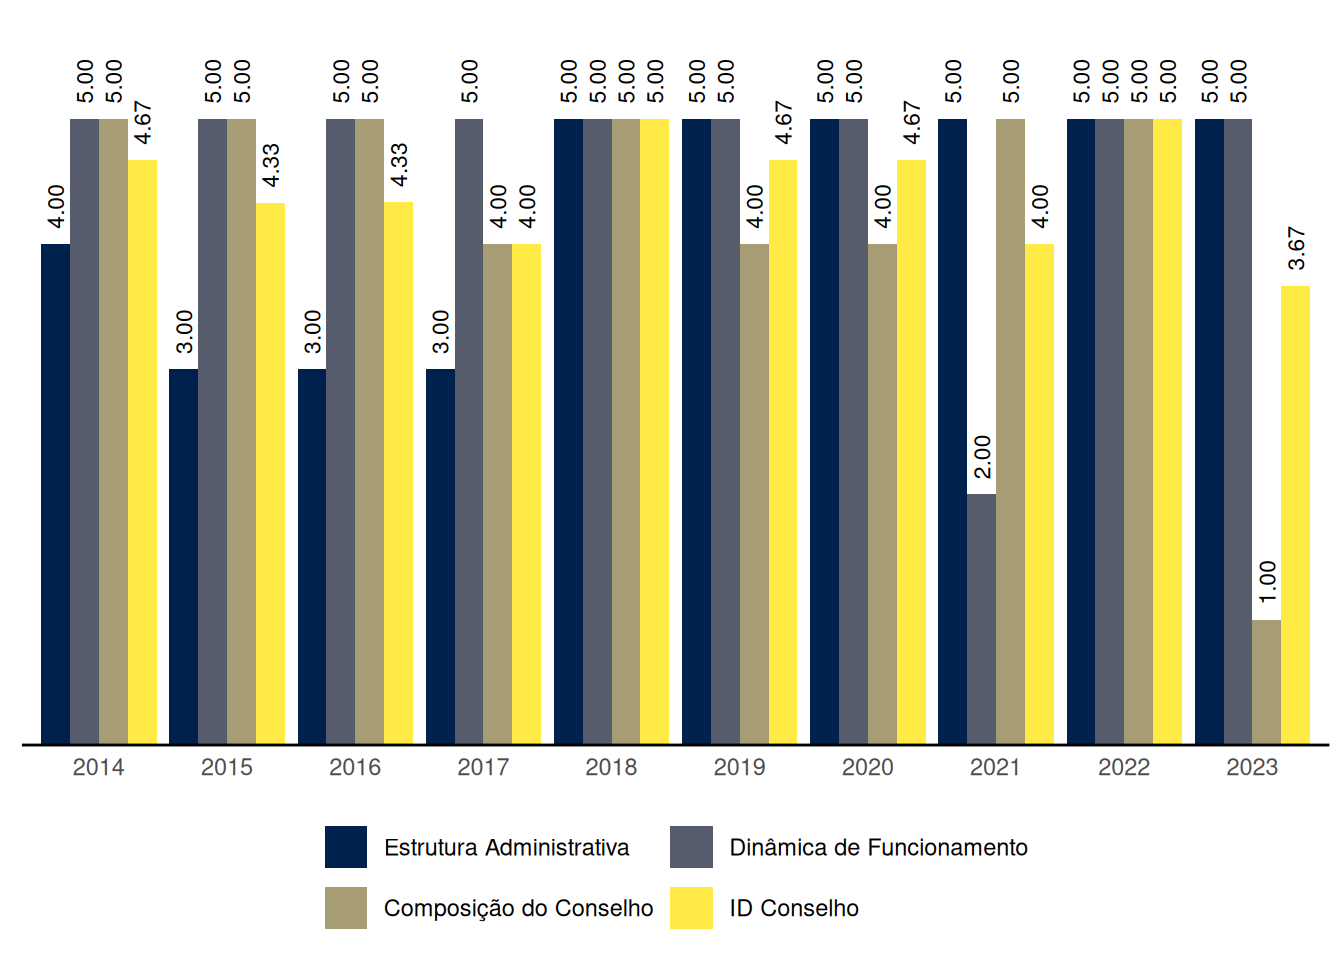 4.00 5.00 5.00 4.67 3.00 5.00 5.00 4.33 3.00 5.00 5.00 4.33 3.00 5.00 4.00 4.00 5.00 5.00 5.00 5.00 5.00 5.00 4.00 4.67 5.00 5.00 4.00 4.67 5.00 2.00 5.00 4.00 5.00 5.00 5.00 5.00 5.00 5.00 1.00 3.67
2014 2015 2016 2017 2018 2019 2020 2021 2022 2023
Estrutura Administrativa Dinâmica de Funcionamento
Composição do Conselho ID Conselho